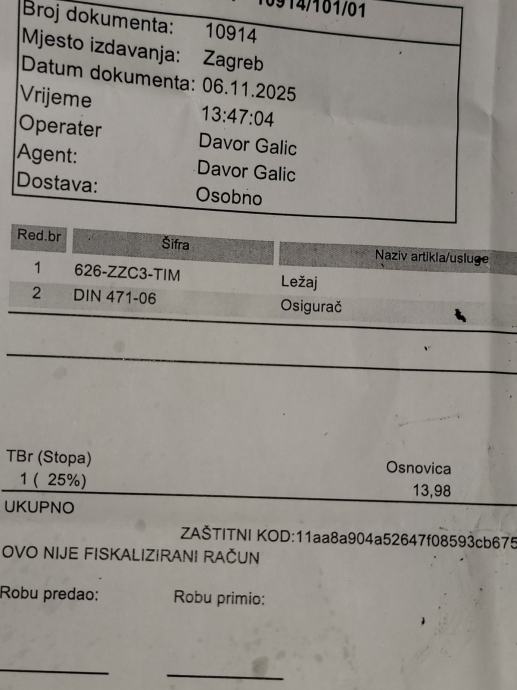 10914/101/01
Broj dokumenta: 10914
Mjesto izdavanja: Zagreb
Datum dokumenta: 06.11.2025
Vrijeme 13:47:04
Operater Davor Galic
Agent: Davor Galic
Dostava: Osobno
Red.br Šifra Naziv artikla/usluge
1 626-ZZC3-TIM Ležaj
2 DIN 471-06 Osigurač
TBr (Stopa) Osnovica
1 ( 25%) 13,98
UKUPNO
ZAŠTITNI KOD:11aa8a904a52647f08593cb675
OVO NIJE FISKALIZIRANI RAČUN
Robu predao: Robu primio: